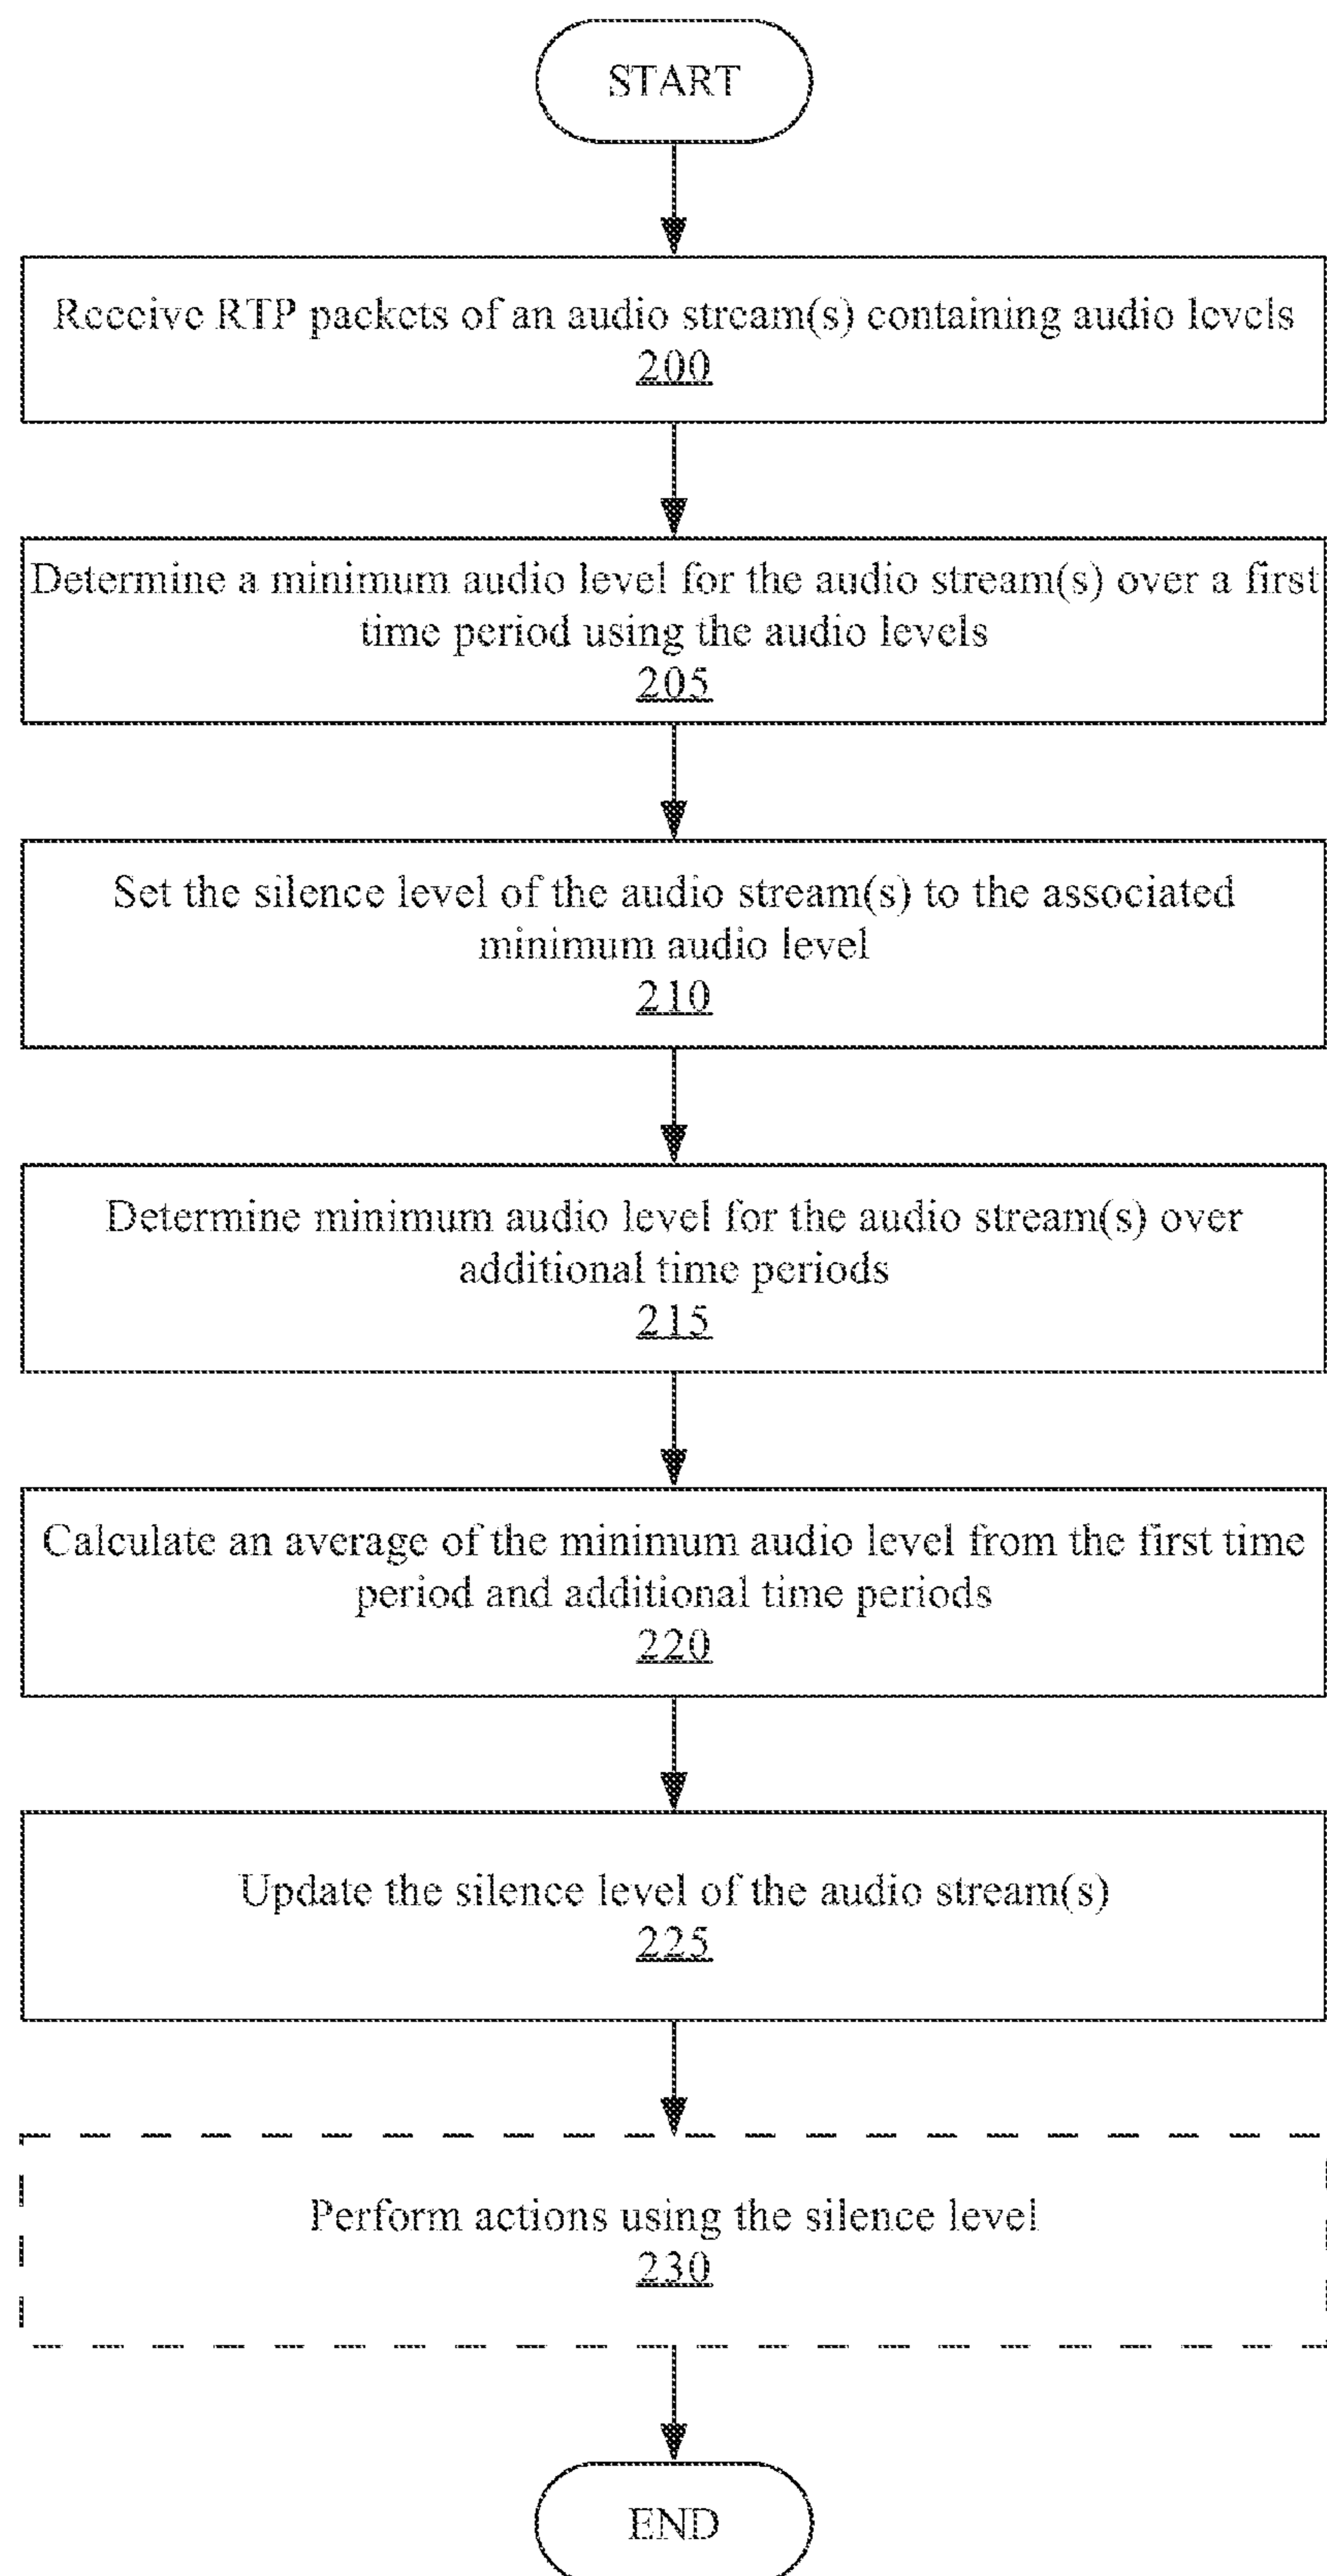 START
Receive RTP packets of an audio stream(s) containing audio levels
200
Determine a minimum audio level for the audio stream(s) over a first
time period using the audio levels
205
Set the silence level of the audio stream(s) to the associated
minimum audio level
210
Determine minimum audio level for the audio stream(s) over
additional time periods
215
Calculate an average of the minimum audio level from the first time
period and additional time periods
220
Update the silence level of the audio stream(s)
225
Perform actions using the silence level
230
END